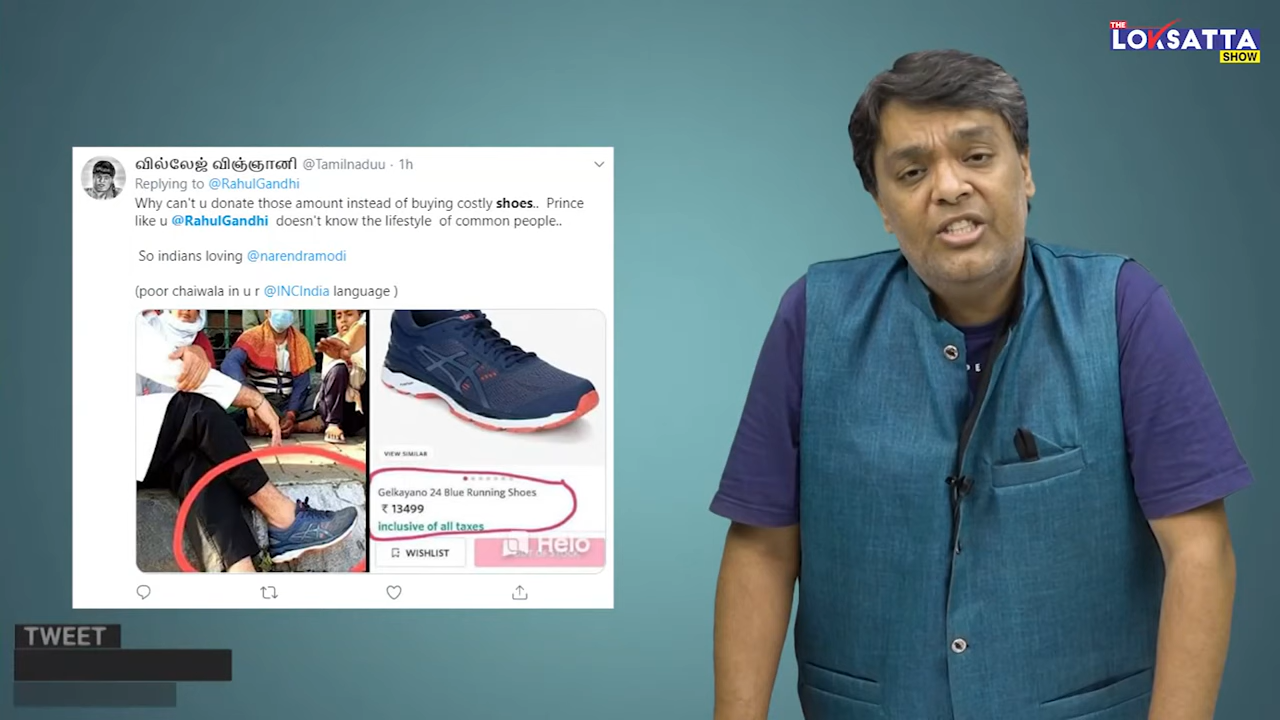 THE
LOKSATTA
SHOW
வில்லேஜ் விஞ்ஞானி @Tamilnaduu · 1h
Replying to @RahulGandhi
Why can't u donate those amount instead of buying costly shoes.. Prince
like u @RahulGandhi doesn't know the lifestyle of common people..
So indians loving @narendramodi
(poor chaiwala in u r @INCIndia language )
VIEW SIMILAR
Gelkayano 24 Blue Running Shoes
₹ 13499
inclusive of all taxes
WISHLIST
Helo
TWEET